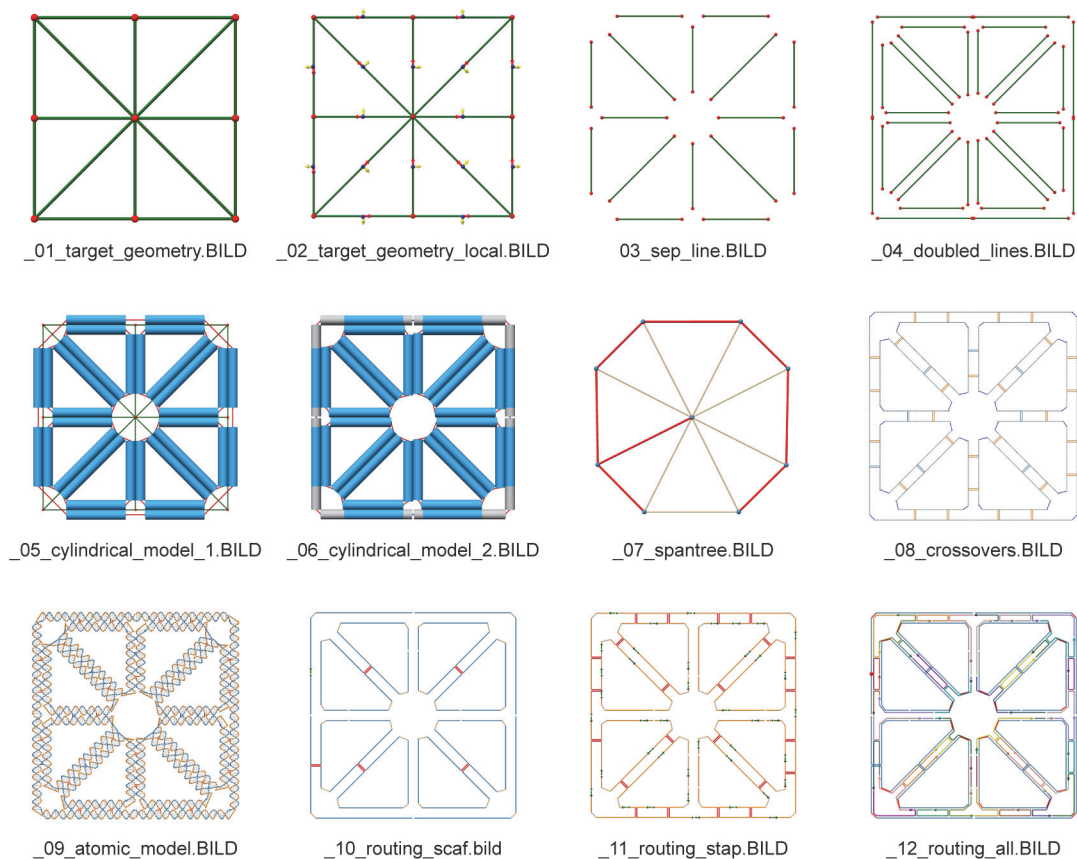 _01_target_geometry.BILD
_02_target_geometry_local.BILD
03_sep_line.BILD
_04_doubled_lines.BILD
_05_cylindrical_model_1.BILD
_06_cylindrical_model_2.BILD
_07_spantree.BILD
_08_crossovers.BILD
_09_atomic_model.BILD
_10_routing_scaf.bild
_11_routing_stap.BILD
_12_routing_all.BILD